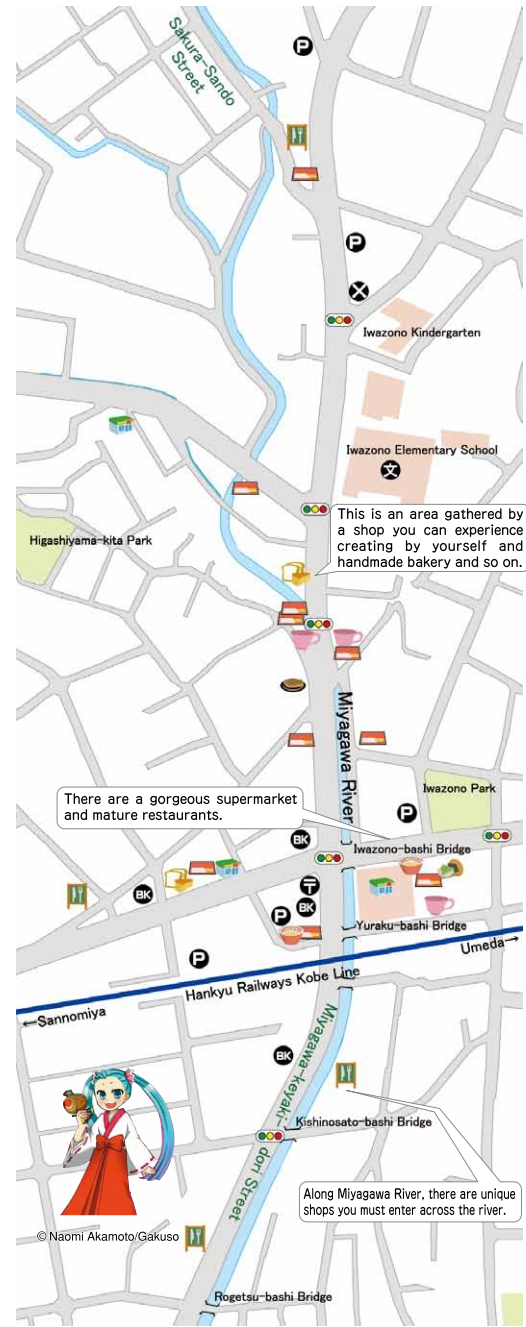 Sakura-Sando
Street
P
P
Iwazono Kindergarten
Iwazono Elementary School
文
This is an area gathered by
a shop you can experience
creating by yourself and
handmade bakery and so on.
Higashiyama-kita Park
Miyagawa River
Iwazono Park
There are a gorgeous supermarket
and mature restaurants.
P
BK
Iwazono-bashi Bridge
BK
〒
BK
P
Yuraku-bashi Bridge
Umeda→
P
Hankyu Railways Kobe Line
←Sannomiya
BK
Miyagawa-keyaki-
dori Street
Kishinosato-bashi Bridge
Along Miyagawa River, there are unique
shops you must enter across the river.
© Naomi Akamoto/Gakuso
Rogetsu-bashi Bridge